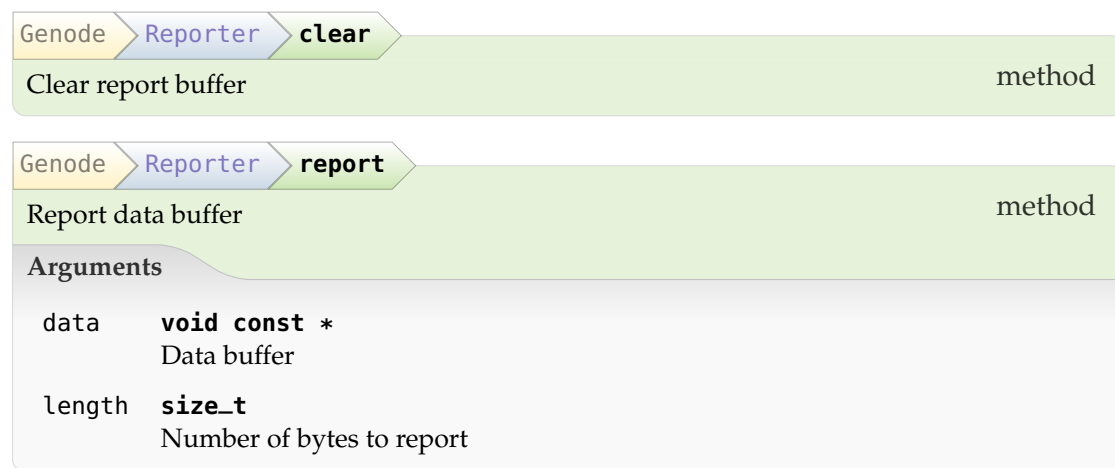 Genode Reporter clear
Clear report buffer method
Genode Reporter report
Report data buffer method
Arguments
data void const *
Data buffer
length size_t
Number of bytes to report